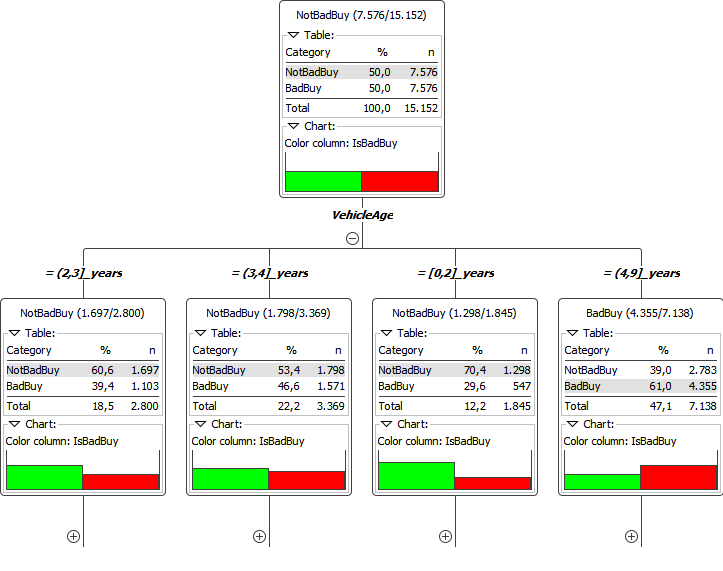 NotBadBuy (7.576/15.152)
Table:
Category % n
NotBadBuy 50,0 7.576
BadBuy 50,0 7.576
Total 100,0 15.152
Chart:
Color column: IsBadBuy
VehicleAge
= (2,3]_years
NotBadBuy (1.697/2.800)
Table:
Category % n
NotBadBuy 60,6 1.697
BadBuy 39,4 1.103
Total 18,5 2.800
Chart:
Color column: IsBadBuy
= (3,4]_years
NotBadBuy (1.798/3.369)
Table:
Category % n
NotBadBuy 53,4 1.798
BadBuy 46,6 1.571
Total 22,2 3.369
Chart:
Color column: IsBadBuy
= [0,2]_years
NotBadBuy (1.298/1.845)
Table:
Category % n
NotBadBuy 70,4 1.298
BadBuy 29,6 547
Total 12,2 1.845
Chart:
Color column: IsBadBuy
= (4,9]_years
BadBuy (4.355/7.138)
Table:
Category % n
NotBadBuy 39,0 2.783
BadBuy 61,0 4.355
Total 47,1 7.138
Chart:
Color column: IsBadBuy